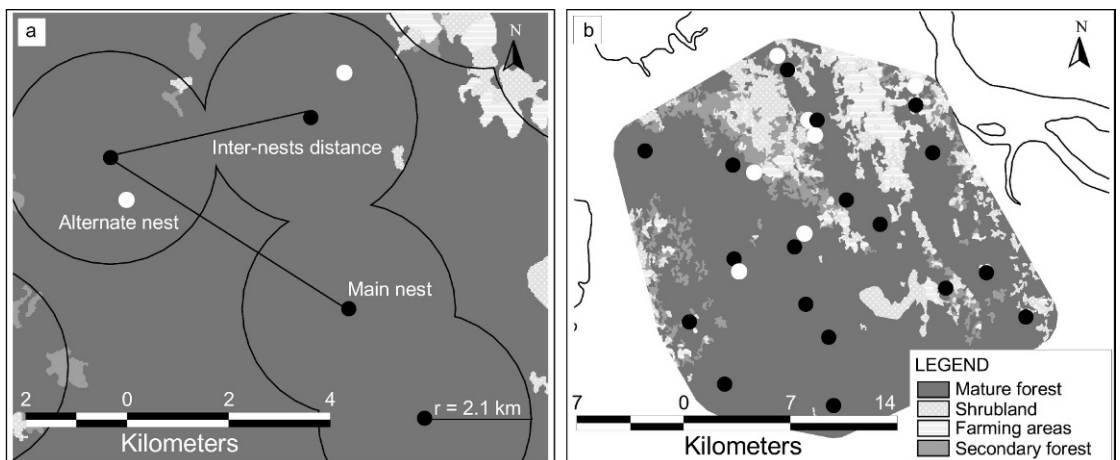 a
N
Inter-nests distance
Alternate nest
Main nest
2 0 2 4
Kilometers
r = 2.1 km
b
N
7 0 7 14
Kilometers
LEGEND
Mature forest
Shrubland
Farming areas
Secondary forest